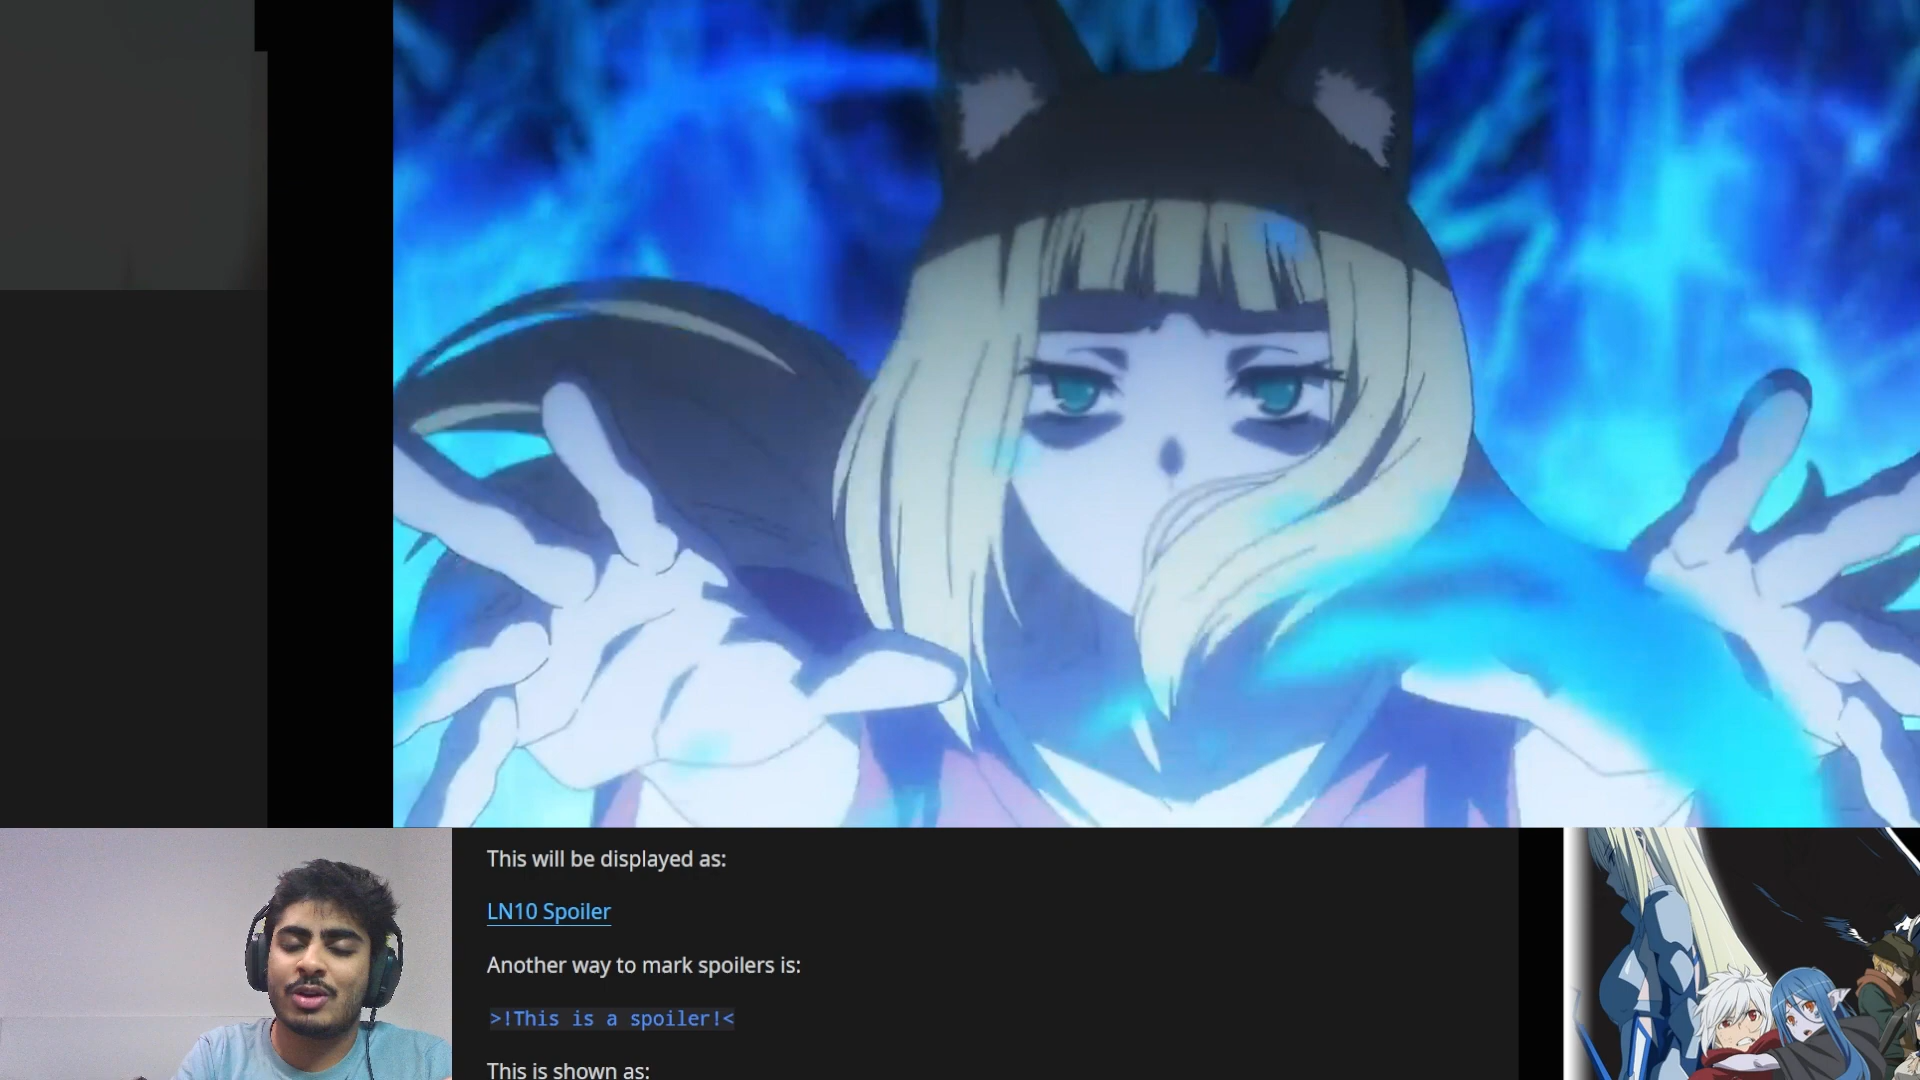 This will be displayed as:
LN10 Spoiler
Another way to mark spoilers is:
>!This is a spoiler!<
This is shown as: